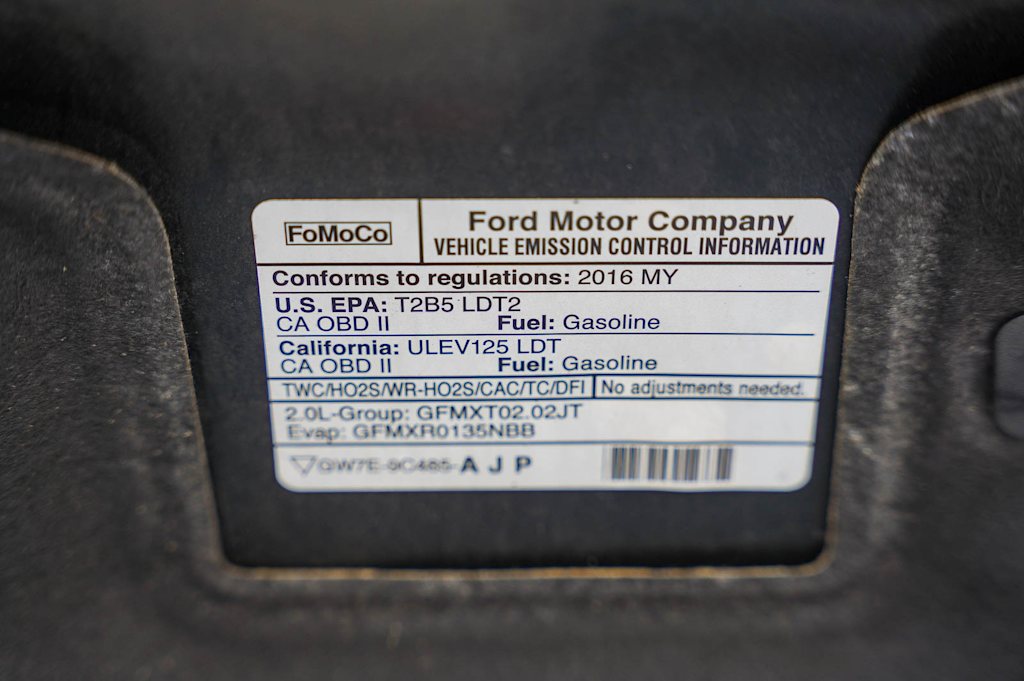 FoMoCo
Ford Motor Company
VEHICLE EMISSION CONTROL INFORMATION
Conforms to regulations: 2016 MY
U.S. EPA: T2B5 LDT2
CA OBD II Fuel: Gasoline
California: ULEV125 LDT
CA OBD II Fuel: Gasoline
TWC/HO2S/WR-HO2S/CAC/TC/DFI No adjustments needed.
2.0L-Group: GFMXT02.02JT
Evap: GFMXR0135NBB
GW7E-9C485-A J P